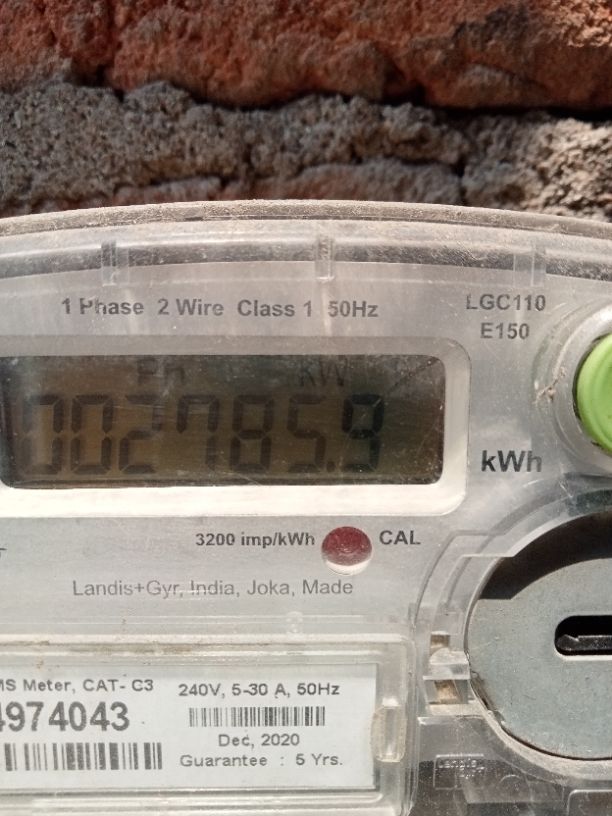 1 Phase 2 Wire Class 1 50Hz
LGC110
E150
Ph kW
002785.9
kWh
3200 imp/kWh CAL
Landis+Gyr, India, Joka, Made
MS Meter, CAT- C3
4974043
240V, 5-30 A, 50Hz
Dec, 2020
Guarantee : 5 Yrs.